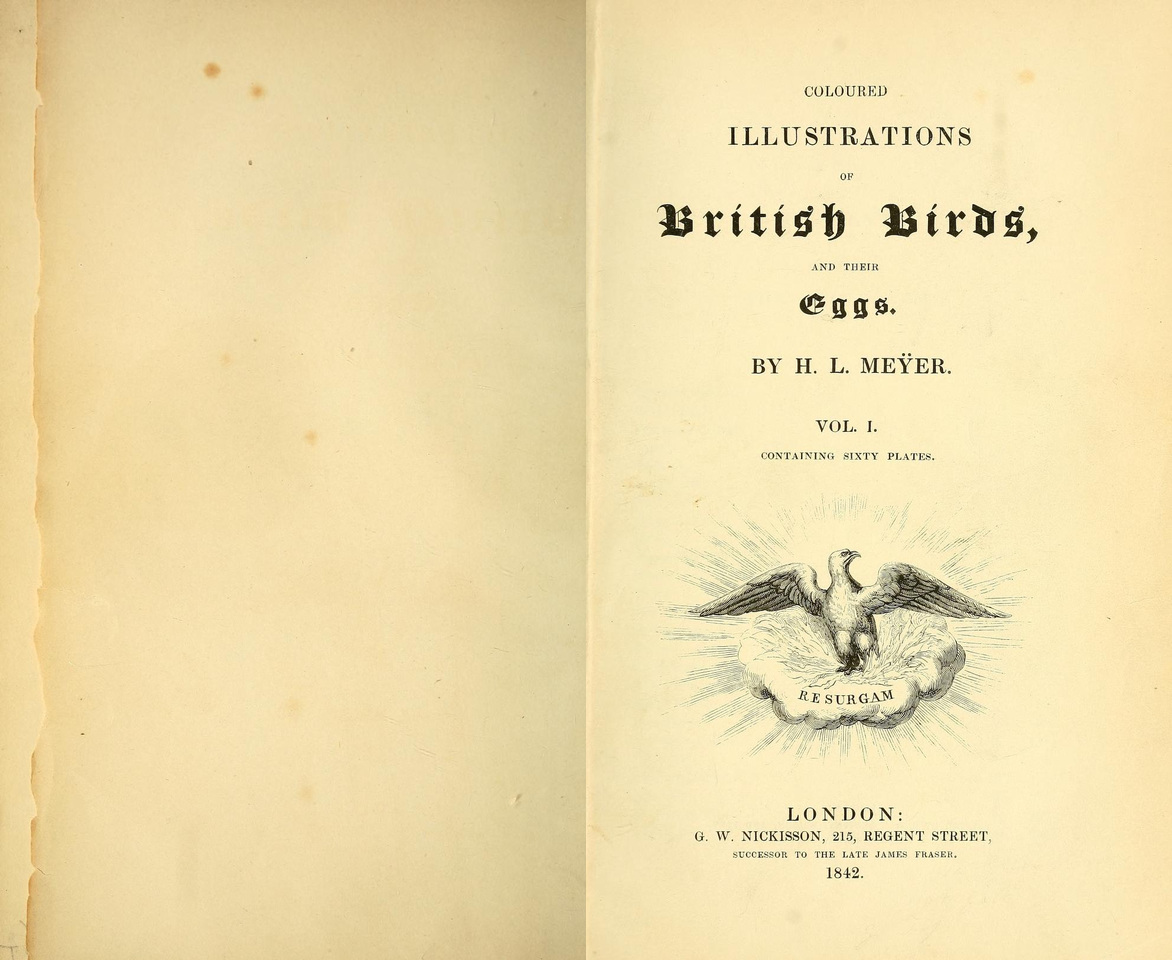 COLOURED
ILLUSTRATIONS
OF
British Birds,
AND THEIR
Eggs.
BY H. L. MEŸER.
VOL. I.
CONTAINING SIXTY PLATES.
RESURGAM
LONDON:
G. W. NICKISSON, 215, REGENT STREET,
SUCCESSOR TO THE LATE JAMES FRASER.
1842.